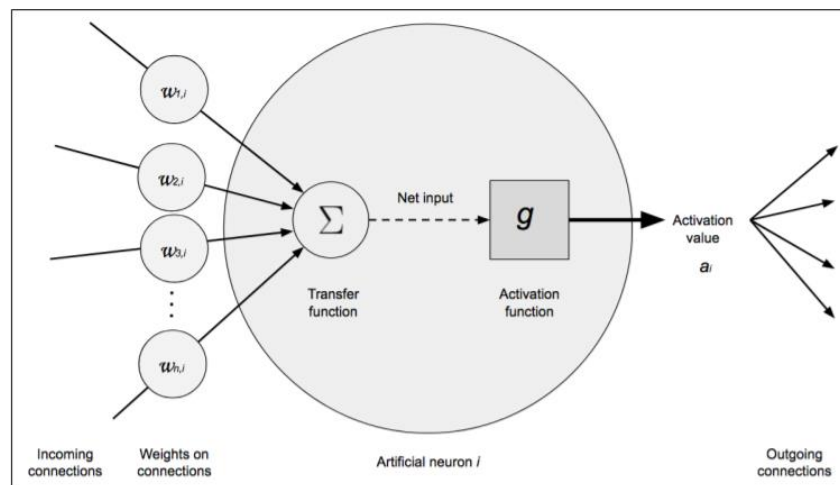 w1,i
w2,i
w3,i
wn,i
Σ
Net input
g
Transfer
function
Activation
function
Activation
value
ai
Incoming
connections
Weights on
connections
Artificial neuron i
Outgoing
connections